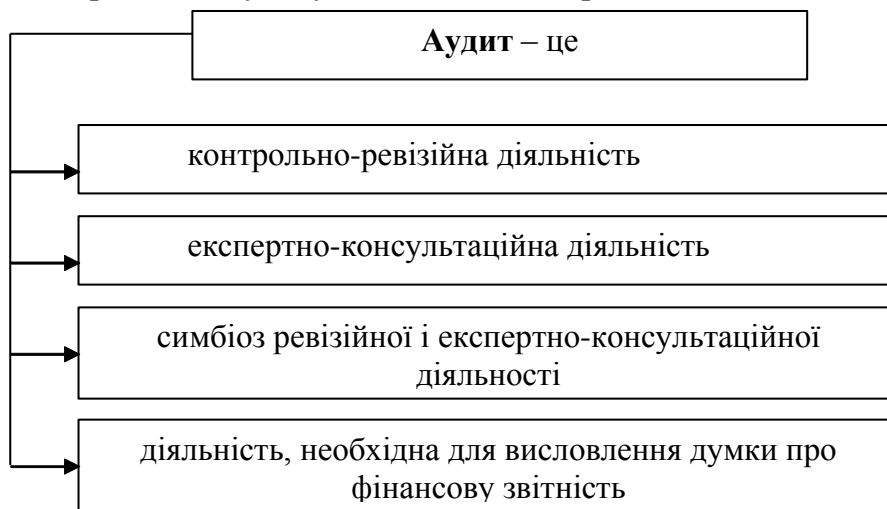 Аудит – це
контрольно-ревізійна діяльність
експертно-консультаційна діяльність
симбіоз ревізійної і експертно-консультаційної
діяльності
діяльність, необхідна для висловлення думки про
фінансову звітність